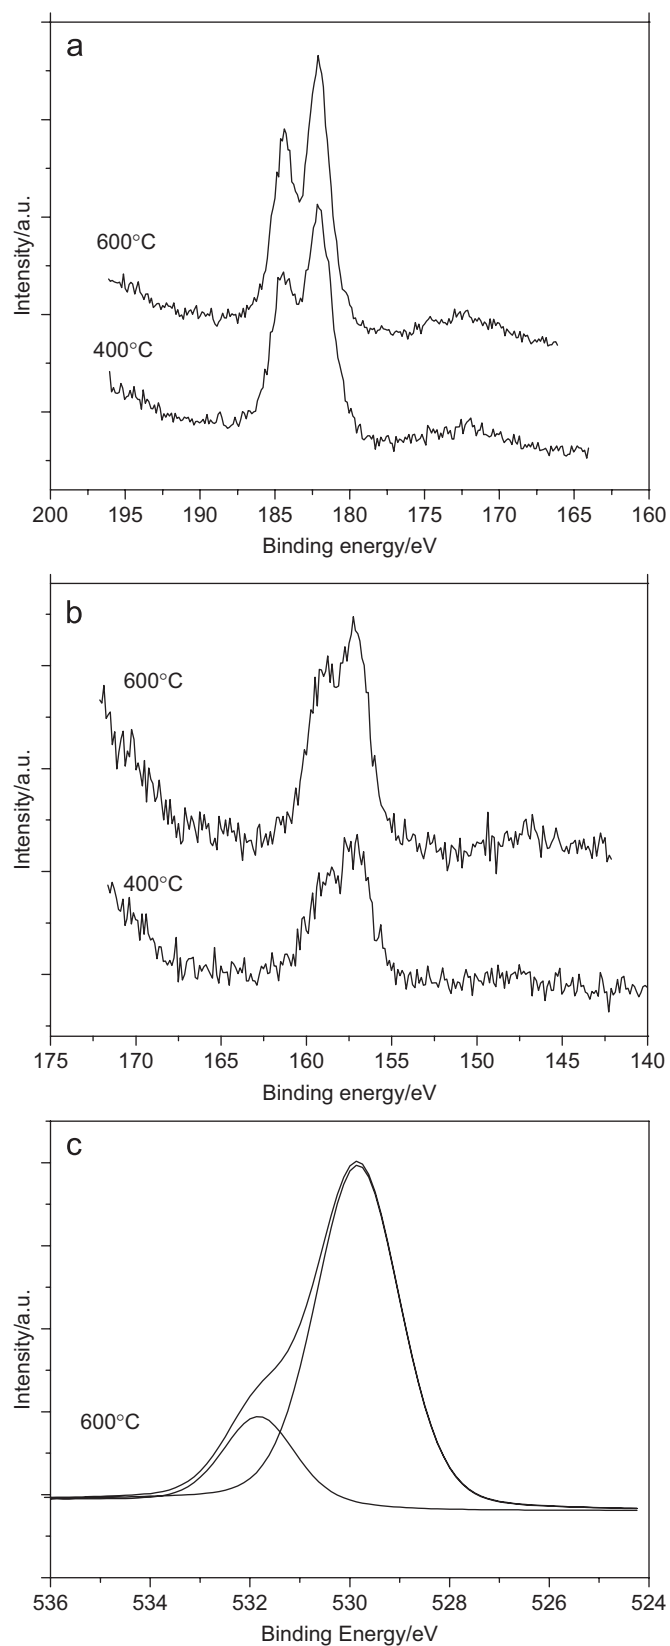 a
Intensity/a.u.
600°C
400°C
200 195 190 185 180 175 170 165 160
Binding energy/eV
b
Intensity/a.u.
600°C
400°C
175 170 165 160 155 150 145 140
Binding energy/eV
c
Intensity/a.u.
600°C
536 534 532 530 528 526 524
Binding Energy/eV